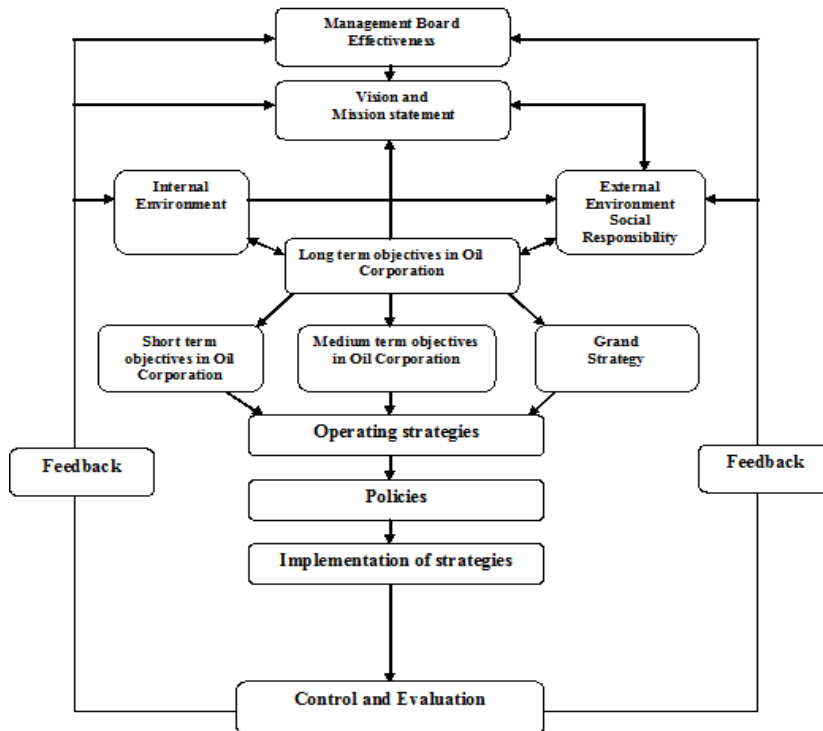 Management Board
Effectiveness
Vision and
Mission statement
Internal
Environment
External
Environment
Social
Responsibility
Long term objectives in Oil
Corporation
Short term
objectives in Oil
Corporation
Medium term objectives
in Oil Corporation
Grand
Strategy
Operating strategies
Feedback
Feedback
Policies
Implementation of strategies
Control and Evaluation